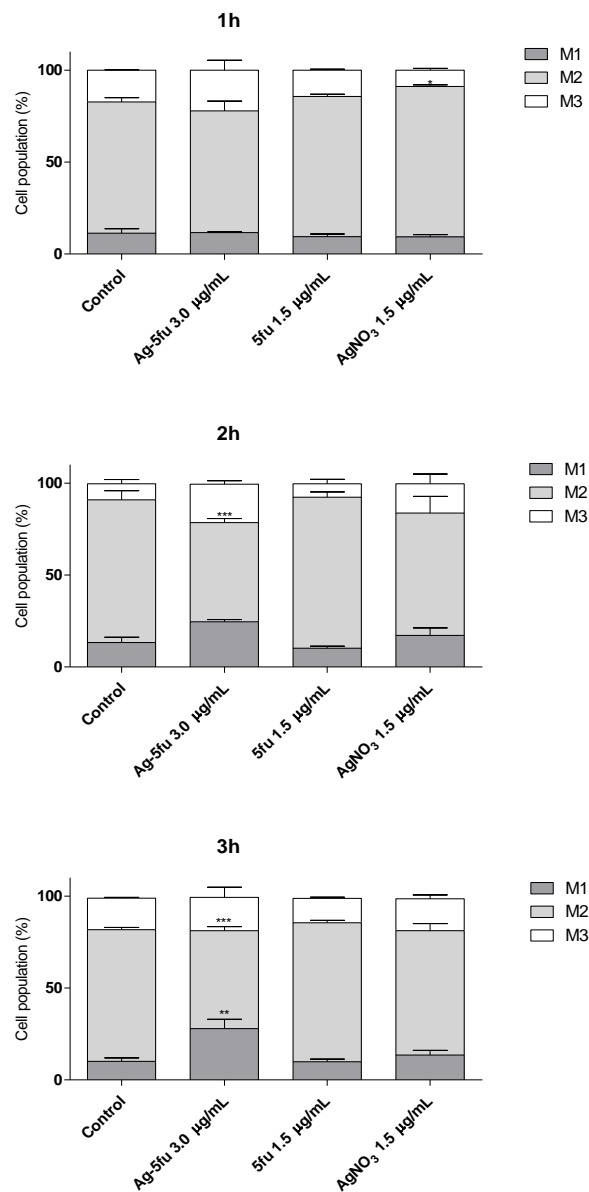 1h
100
50
0
Cell population (%)
*
M1
M2
M3
Control
Ag-5fu 3.0 µg/mL
5fu 1.5 µg/mL
AgNO₃ 1.5 µg/mL
2h
100
50
0
Cell population (%)
***
M1
M2
M3
Control
Ag-5fu 3.0 µg/mL
5fu 1.5 µg/mL
AgNO₃ 1.5 µg/mL
3h
100
50
0
Cell population (%)
***
**
M1
M2
M3
Control
Ag-5fu 3.0 µg/mL
5fu 1.5 µg/mL
AgNO₃ 1.5 µg/mL